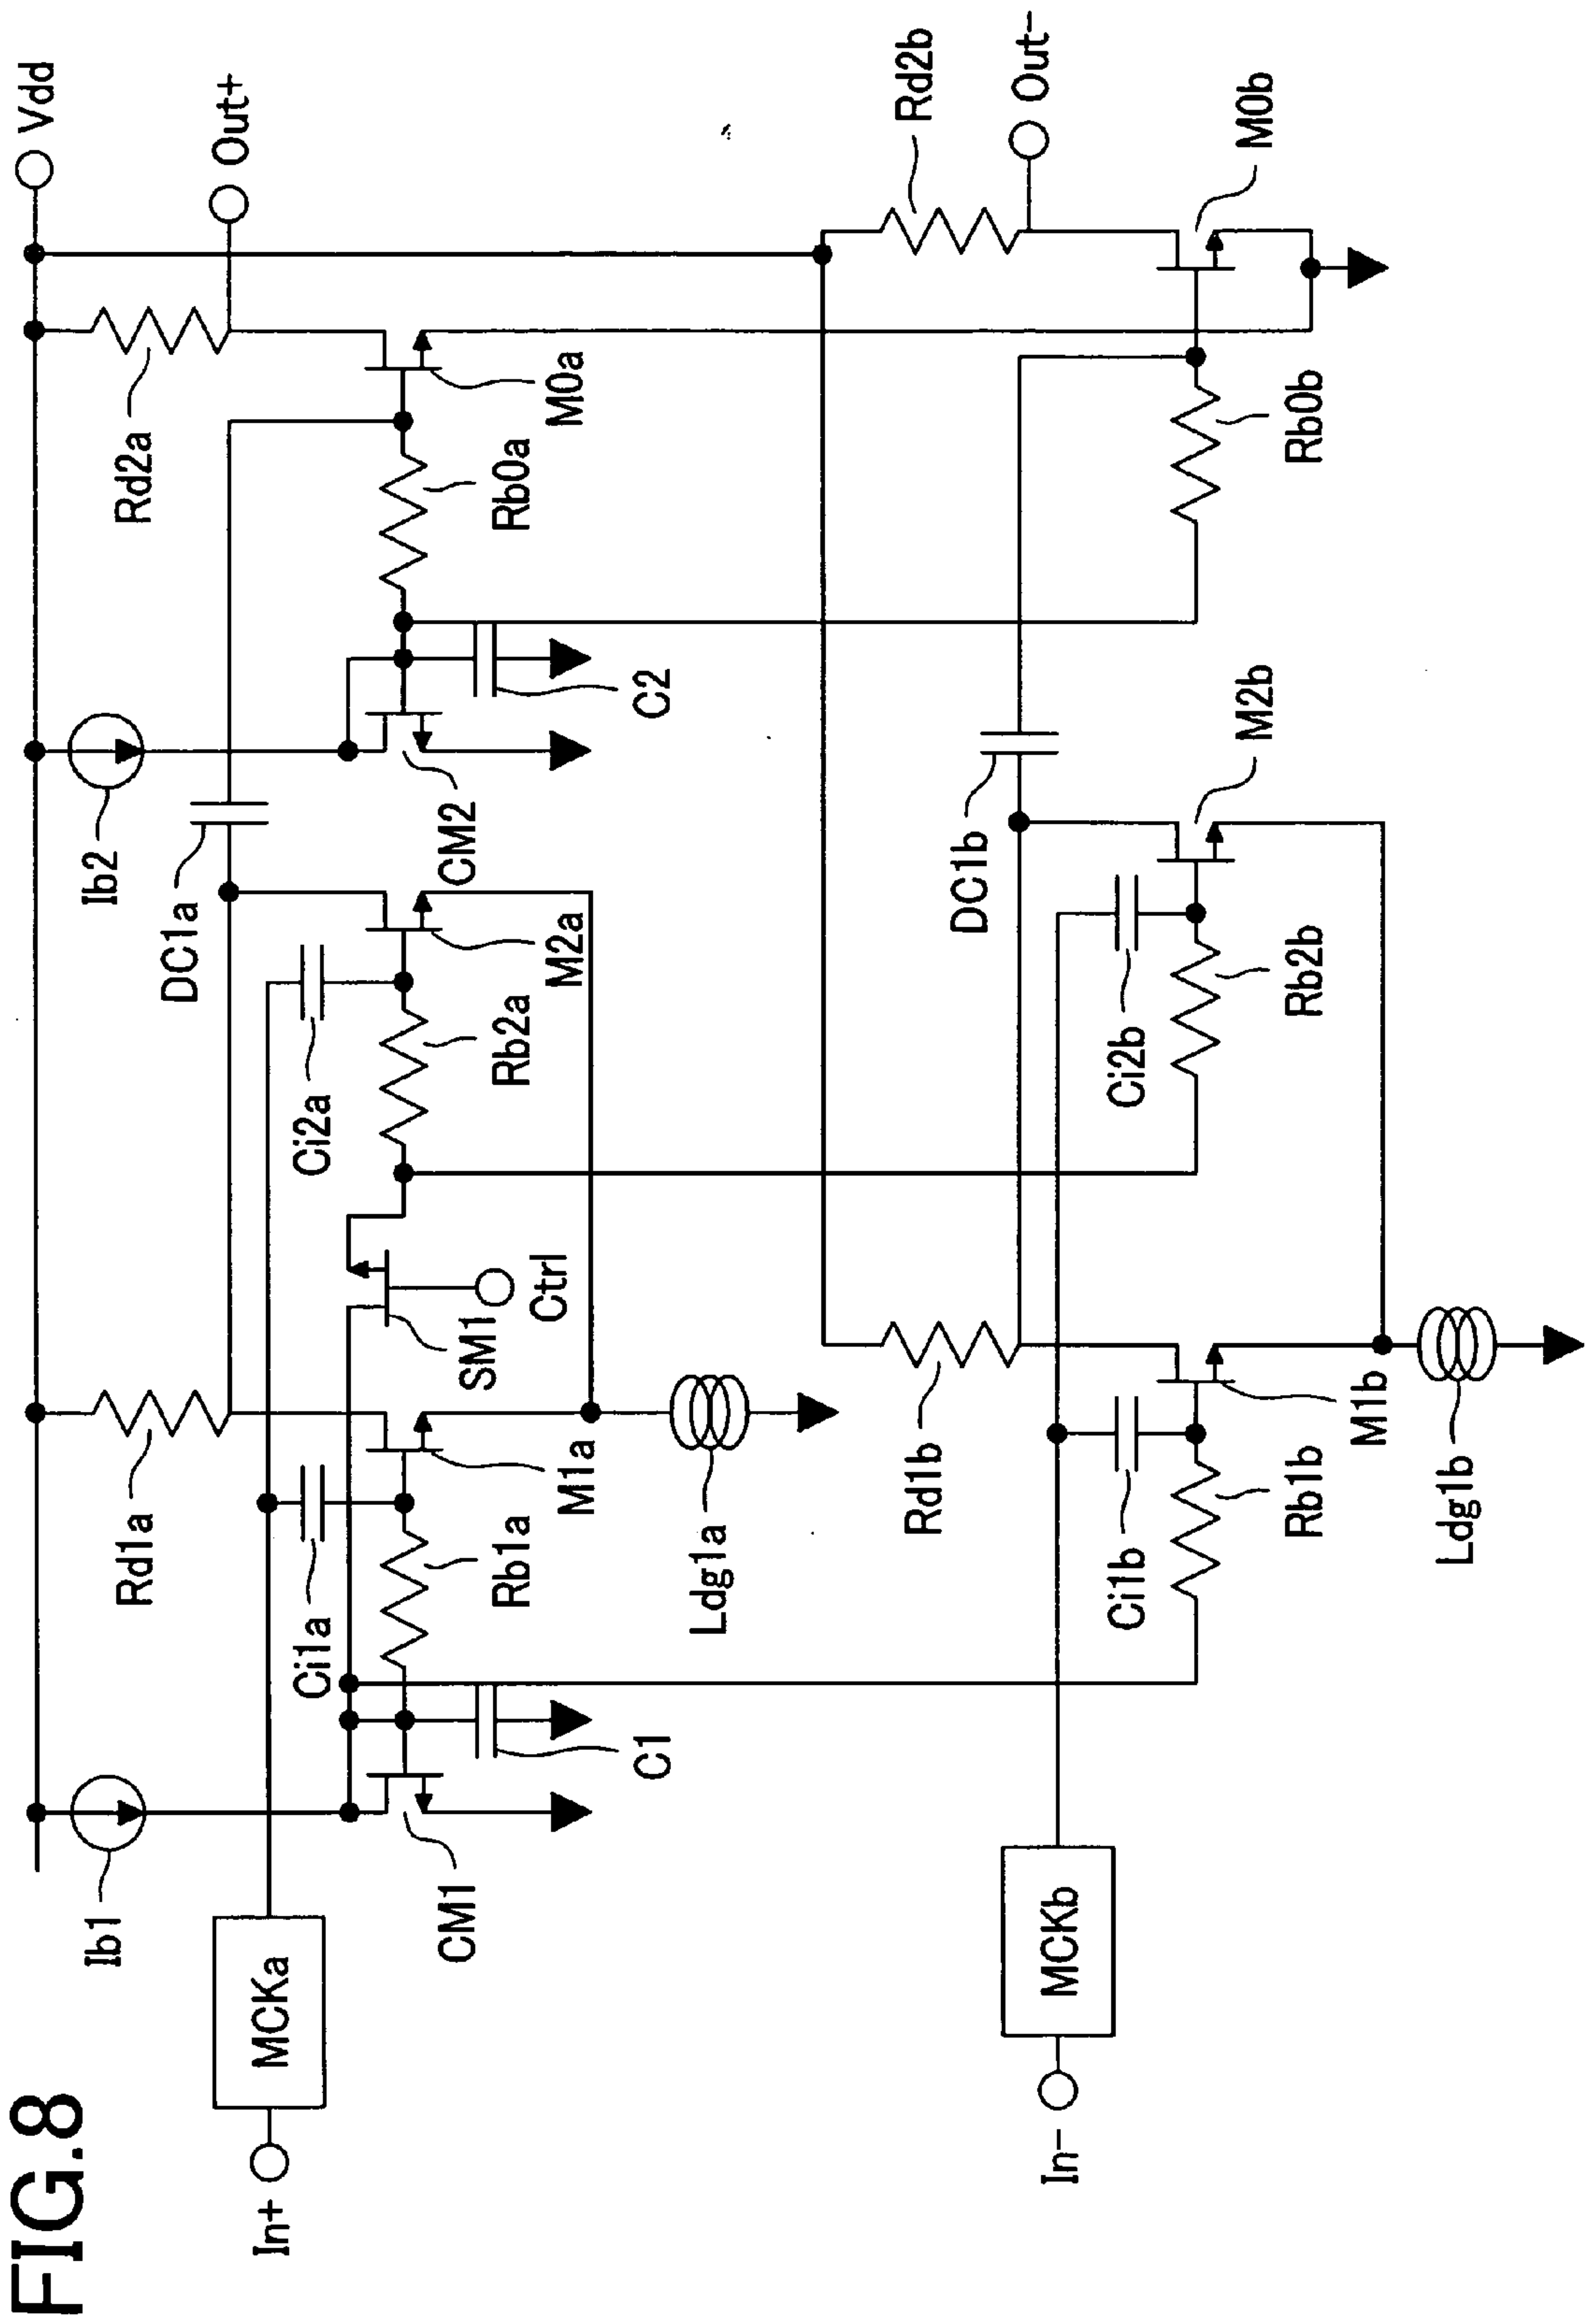 FIG.8
Vdd
Ib1
Rd1a
Ib2
Rd2a
Out+
DC1a
In+
MCKa
Ci1a
Ci2a
CM1
Rb1a
SM1
Ctrl
Rb2a
M2a
CM2
Rb0a
M0a
C1
M1a
C2
Ldg1a
Rd1b
Rd2b
Out-
DC1b
In-
MCKb
Ci1b
Ci2b
M2b
M0b
Rb1b
M1b
Rb2b
Rb0b
Ldg1b